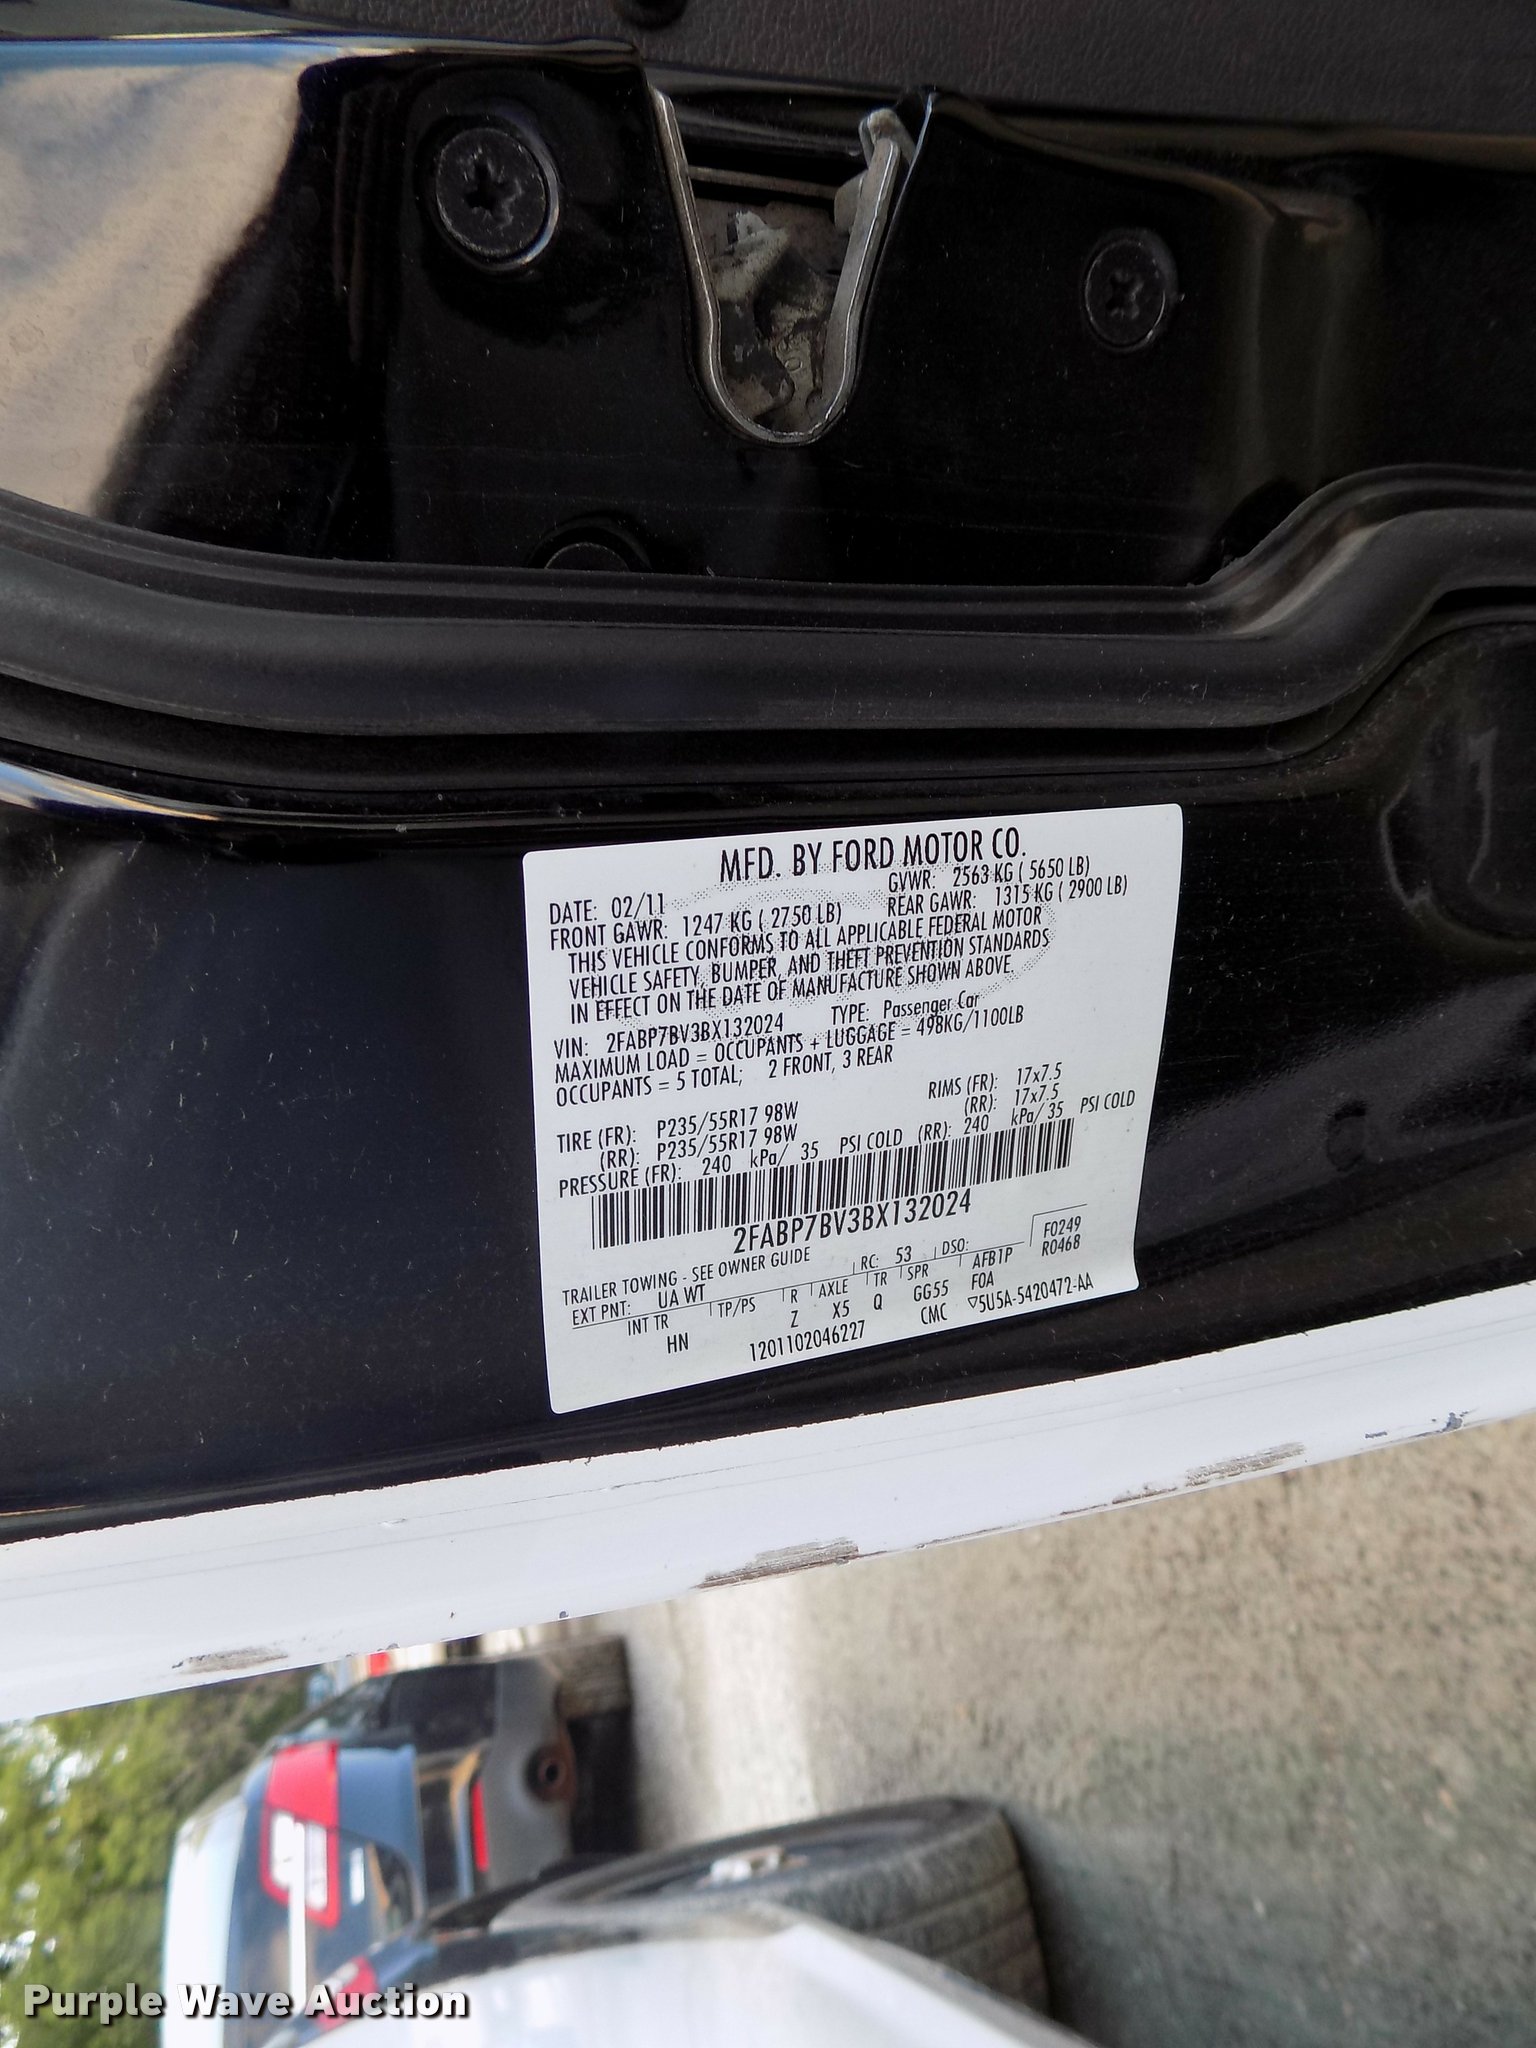 MFD. BY FORD MOTOR CO.
DATE: 02/11 GVWR: 2563 KG ( 5650 LB)
FRONT GAWR: 1247 KG ( 2750 LB) REAR GAWR: 1315 KG ( 2900 LB)
THIS VEHICLE CONFORMS TO ALL APPLICABLE FEDERAL MOTOR
VEHICLE SAFETY, BUMPER, AND THEFT PREVENTION STANDARDS
IN EFFECT ON THE DATE OF MANUFACTURE SHOWN ABOVE.
VIN: 2FABP7BV3BX132024 TYPE: Passenger Car
MAXIMUM LOAD = OCCUPANTS + LUGGAGE = 498KG/1100LB
OCCUPANTS = 5 TOTAL; 2 FRONT, 3 REAR
TIRE (FR): P235/55R17 98W RIMS (FR): 17x7.5
(RR): P235/55R17 98W (RR): 17x7.5
PRESSURE (FR): 240 kPa/ 35 PSI COLD (RR): 240 kPa/ 35 PSI COLD
2FABP7BV3BX132024
TRAILER TOWING - SEE OWNER GUIDE F0249
EXT PNT: UA WT RC: 53 DSO: R0468
INT TR TP/PS R AXLE TR SPR AFB1P
HN Z X5 Q GG55 FOA
1201102046227 CMC ▽5U5A-5420472-AA
Purple Wave Auction